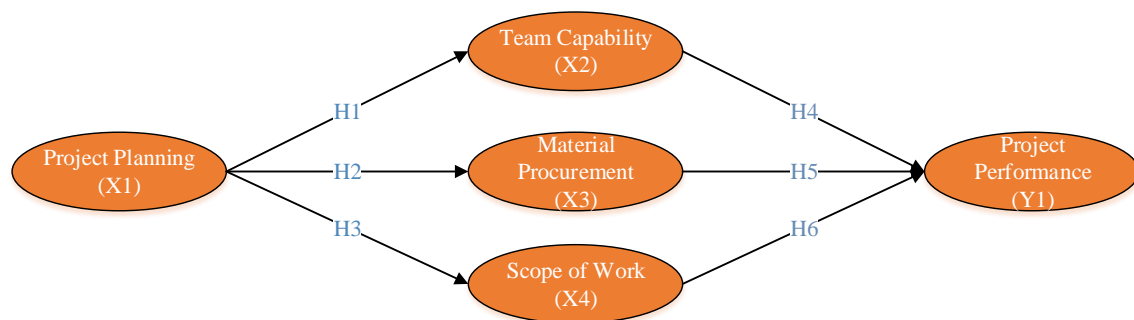 Team Capability
(X2)
H1
H4
Project Planning
(X1)
H2
Material
Procurement
(X3)
H5
Project
Performance
(Y1)
H3
H6
Scope of Work
(X4)